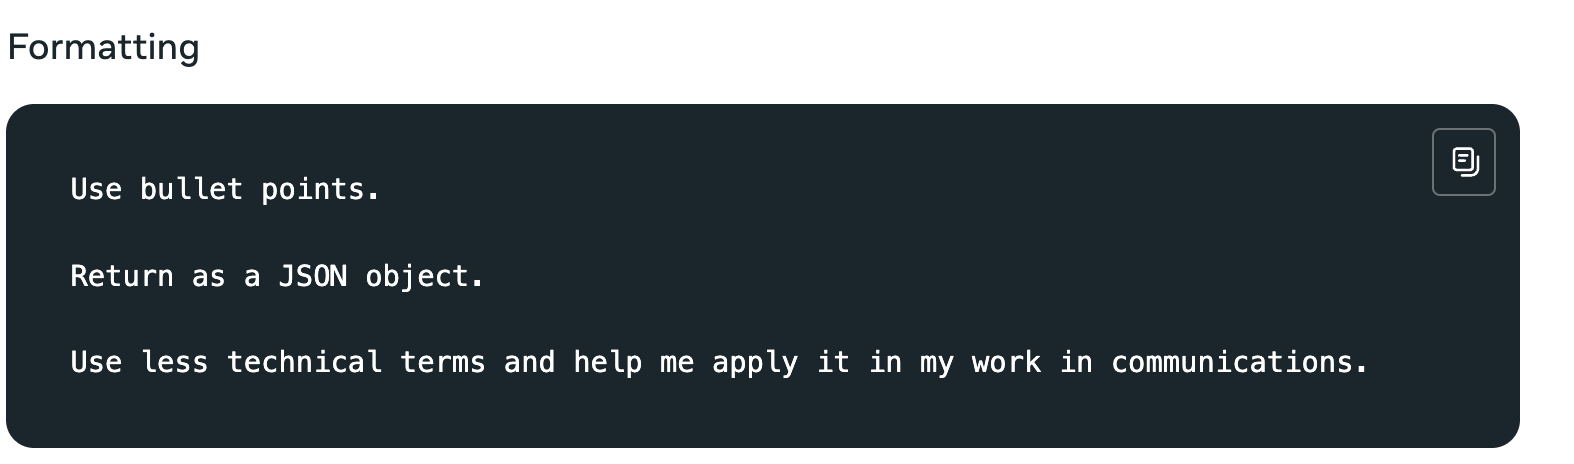 Formatting
Use bullet points.
Return as a JSON object.
Use less technical terms and help me apply it in my work in communications.